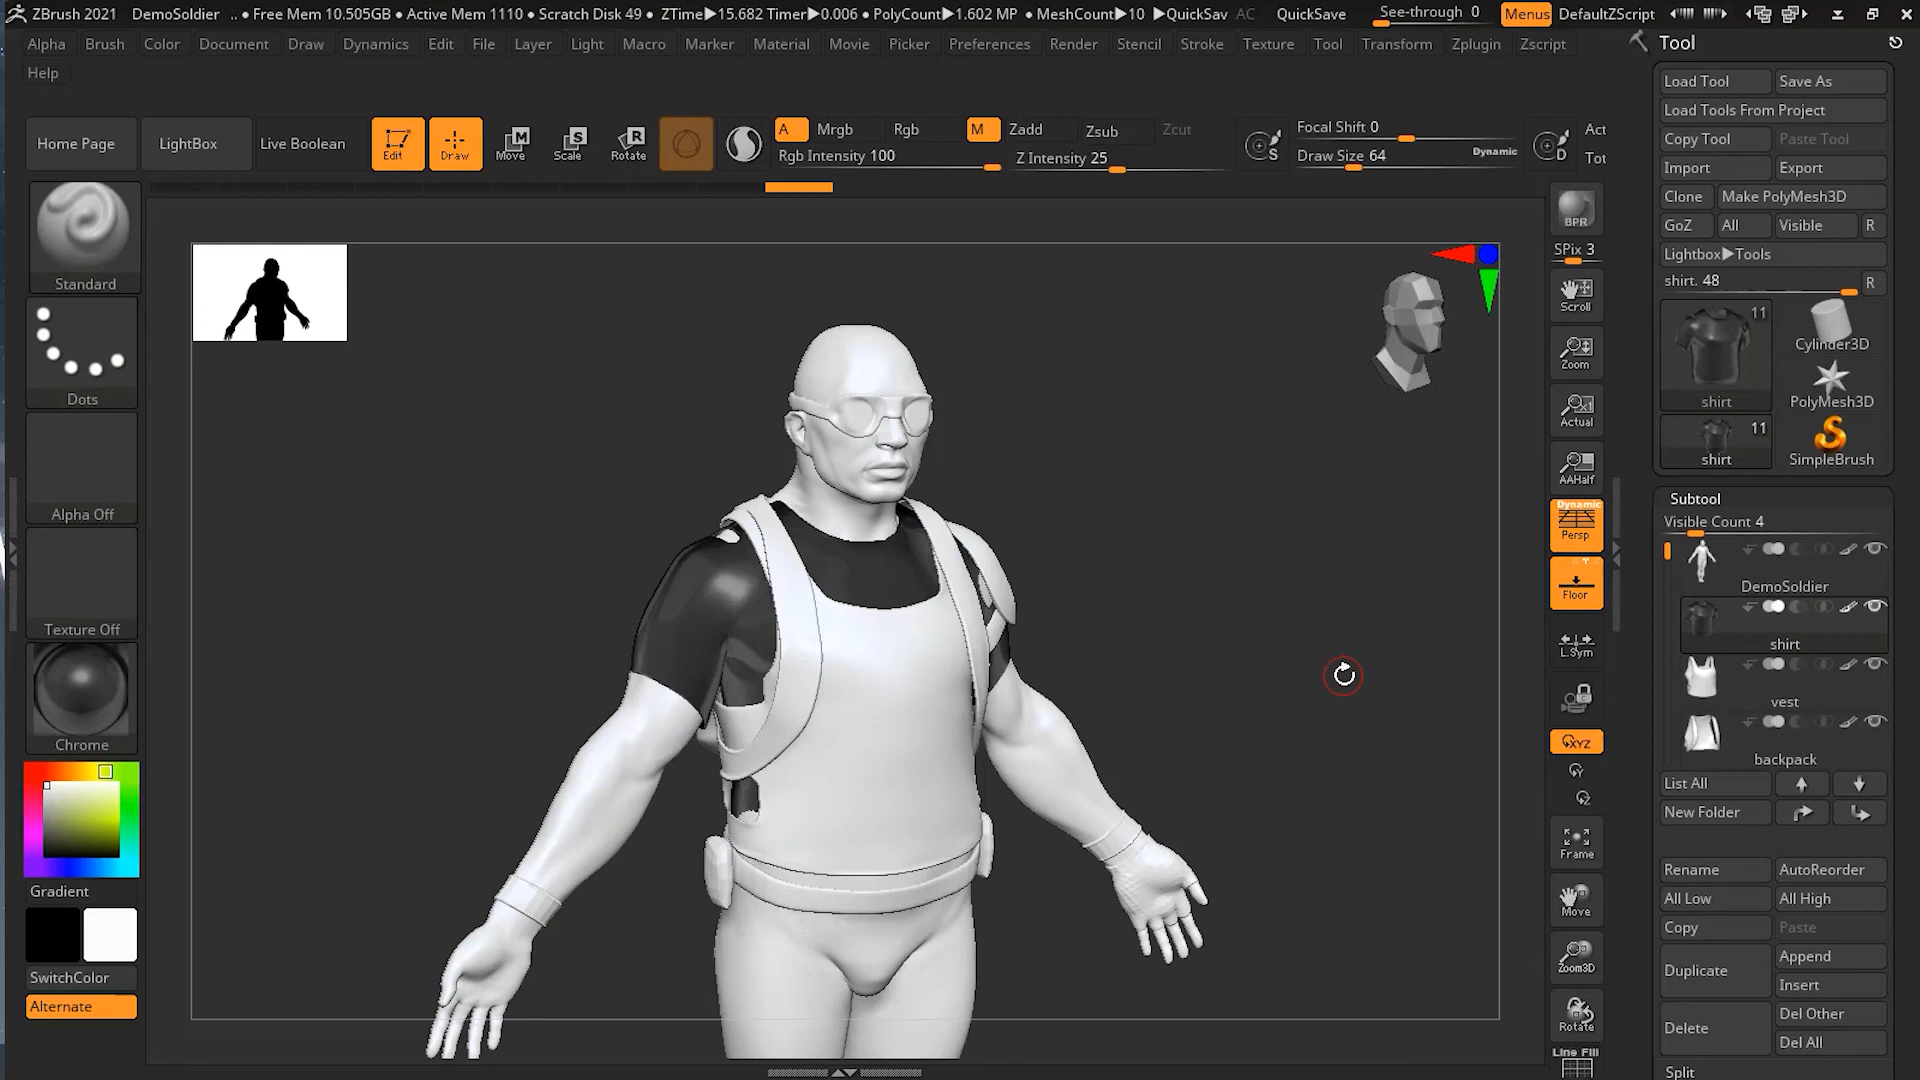 ZBrush 2021 DemoSoldier .. ● Free Mem 10.505GB ● Active Mem 1110 ● Scratch Disk 49 ● ZTime▶15.682 Timer▶0.006 ● PolyCount▶1.602 MP ● MeshCount▶10 ▶QuickSav AC QuickSave See-through 0 Menus DefaultZScript
Alpha Brush Color Document Draw Dynamics Edit File Layer Light Macro Marker Material Movie Picker Preferences Render Stencil Stroke Texture Tool Transform Zplugin Zscript
Help
Home Page LightBox Live Boolean Edit Draw Move Scale Rotate
M S R
A Mrgb Rgb M Zadd Zsub Zcut
Rgb Intensity 100 Z Intensity 25
S Focal Shift 0 D Act
Draw Size 64 Dynamic Tot
Standard
Dots
Alpha Off
Texture Off
Chrome
Gradient
SwitchColor
Alternate
BPR
SPix 3
Scroll
Zoom
Actual
AAHalf
Dynamic
Persp
Floor
L.Sym
XYZ
Y
Z
Frame
Move
Zoom3D
Rotate
Line Fill
Tool
Load Tool Save As
Load Tools From Project
Copy Tool Paste Tool
Import Export
Clone Make PolyMesh3D
GoZ All Visible R
Lightbox▶Tools
shirt. 48 R
11
shirt Cylinder3D
PolyMesh3D
11
shirt SimpleBrush
Subtool
Visible Count 4
DemoSoldier
shirt
vest
backpack
List All
New Folder
Rename AutoReorder
All Low All High
Copy Paste
Duplicate Append
Insert
Delete Del Other
Del All
Split